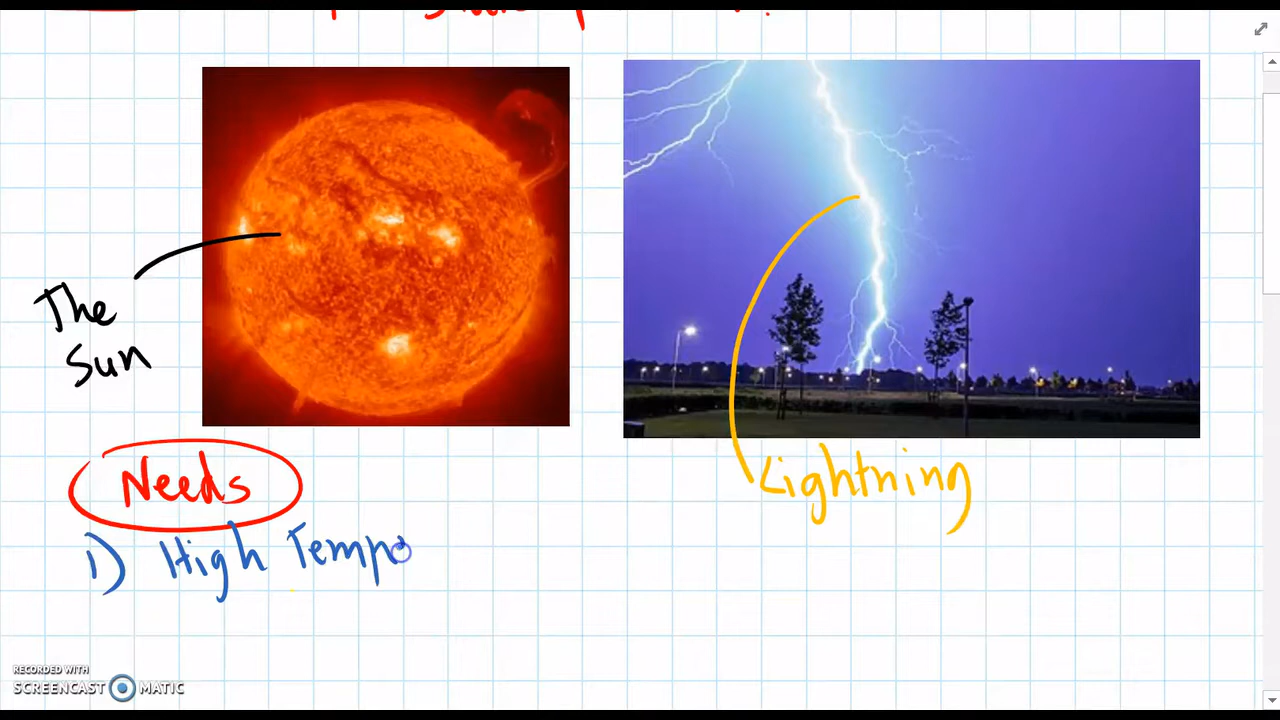 The
Sun
Lightning
Needs
1) High Temp
RECORDED WITH
SCREENCAST MATIC